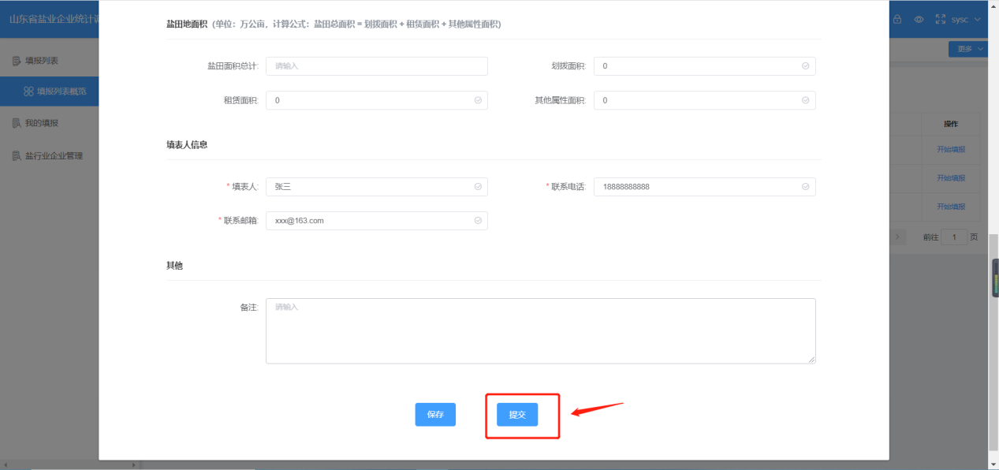 山东省盐业企业统计调
sysc
填报列表
更多
填报列表概览
我的填报
盐行业企业管理
盐田地面积（单位：万公亩，计算公式：盐田总面积 = 划拨面积 + 租赁面积 + 其他属性面积）
盐田面积总计: 请输入
划拨面积: 0
租赁面积: 0
其他属性面积: 0
填表人信息
* 填表人: 张三
* 联系电话: 18888888888
* 联系邮箱: xxx@163.com
其他
备注: 请输入
保存
提交
操作
开始填报
开始填报
开始填报
前往 1 页